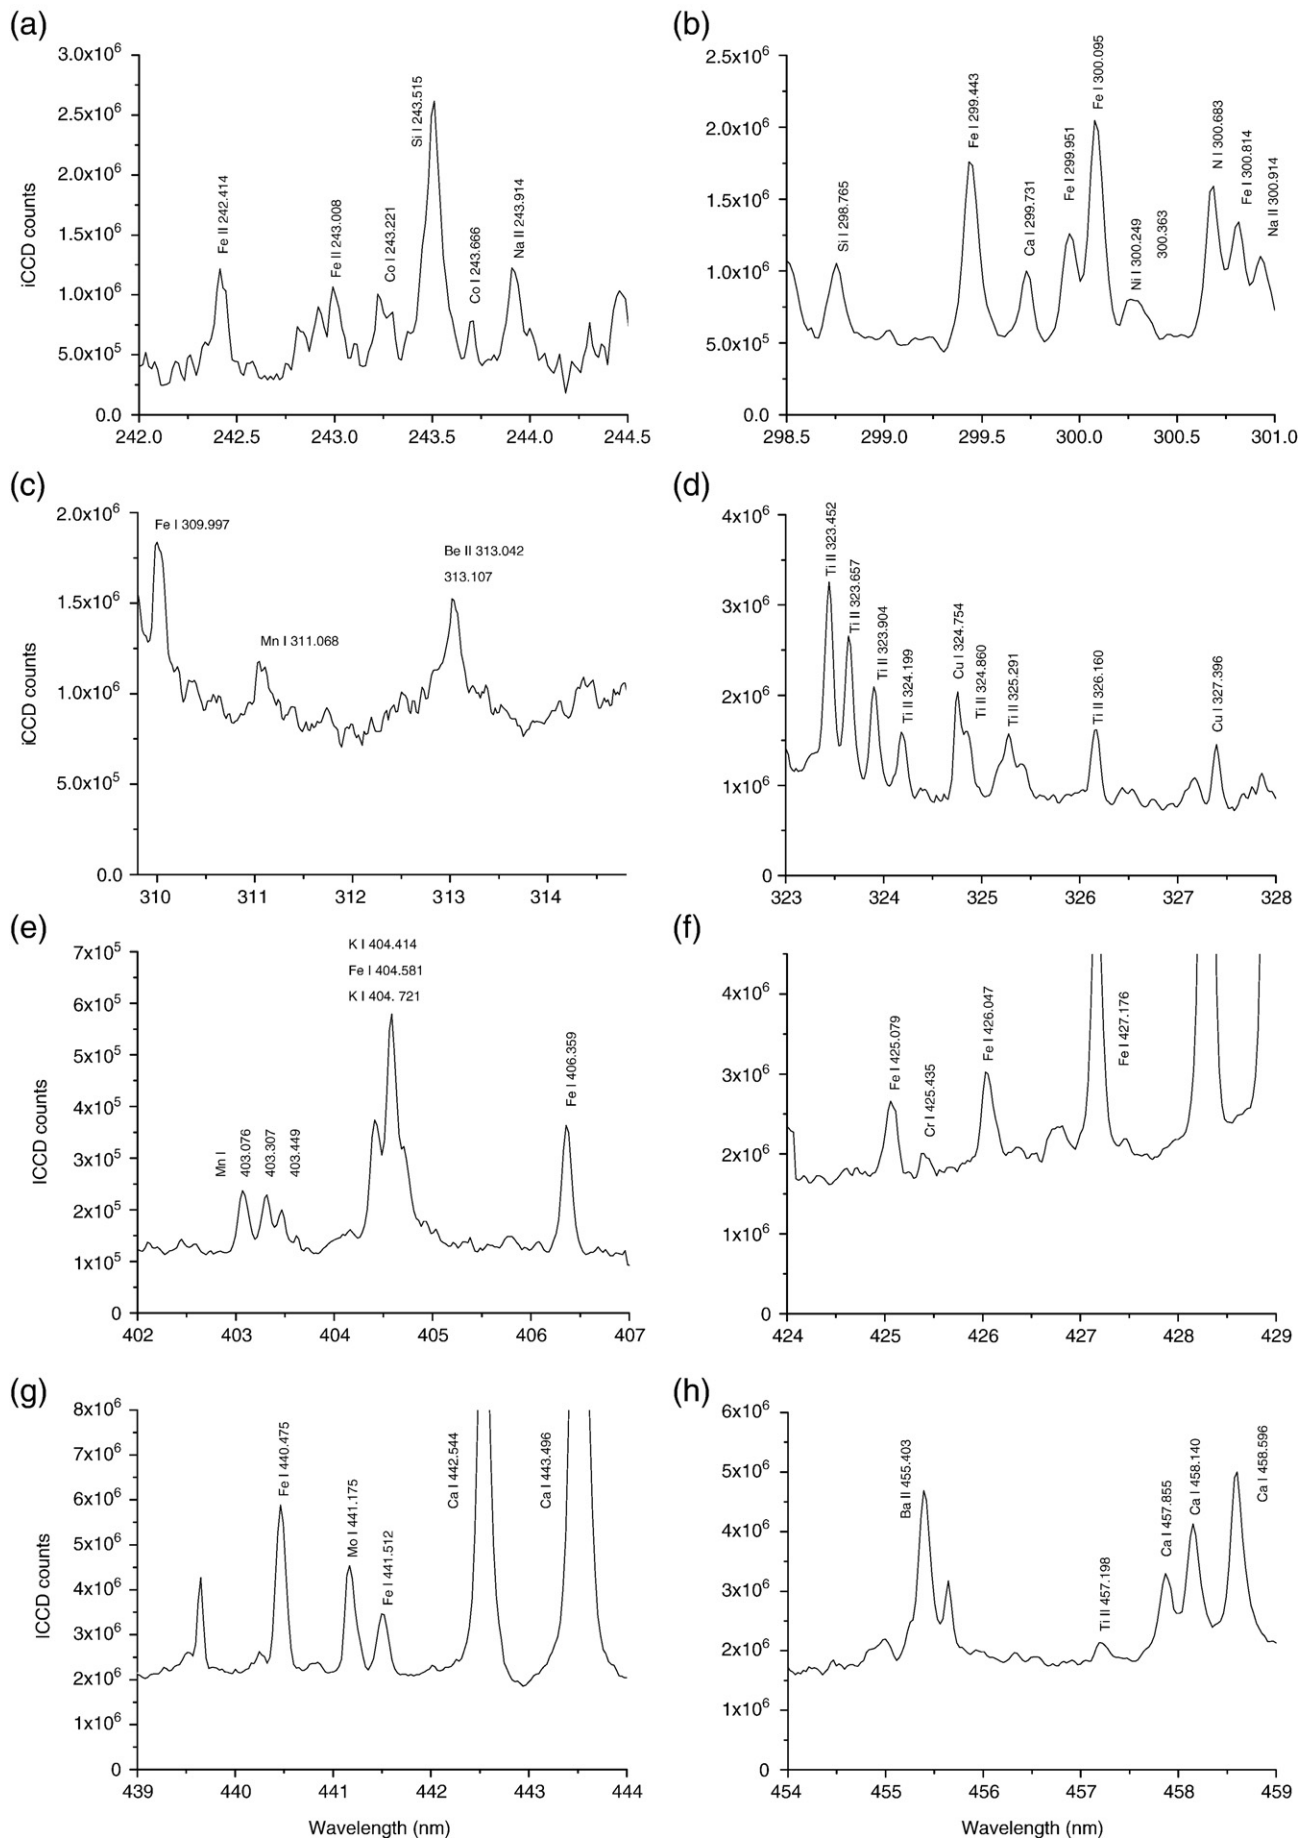 (a)
3.0x10⁶
2.5x10⁶
2.0x10⁶
1.5x10⁶
1.0x10⁶
5.0x10⁵
0.0
iCCD counts
Fe II 242.414
Fe II 243.008
Co I 243.221
Si I 243.515
Co I 243.666
Na II 243.914
242.0 242.5 243.0 243.5 244.0 244.5
(b)
2.5x10⁶
2.0x10⁶
1.5x10⁶
1.0x10⁶
5.0x10⁵
0.0
Si I 298.765
Fe I 299.443
Ca I 299.731
Fe I 299.951
Fe I 300.095
Ni I 300.249
300.363
N I 300.683
Fe I 300.814
Na II 300.914
298.5 299.0 299.5 300.0 300.5 301.0
(c)
2.0x10⁶
1.5x10⁶
1.0x10⁶
5.0x10⁵
0.0
iCCD counts
Fe I 309.997
Mn I 311.068
Be II 313.042
313.107
310 311 312 313 314
(d)
4x10⁶
3x10⁶
2x10⁶
1x10⁶
0
Ti II 323.452
Ti II 323.657
Ti II 323.904
Ti II 324.199
Cu I 324.754
Ti II 324.860
Ti II 325.291
Ti II 326.160
Cu I 327.396
323 324 325 326 327 328
(e)
7x10⁵
6x10⁵
5x10⁵
4x10⁵
3x10⁵
2x10⁵
1x10⁵
0
ICCD counts
Mn I
403.076
403.307
403.449
K I 404.414
Fe I 404.581
K I 404. 721
Fe I 406.359
402 403 404 405 406 407
(f)
4x10⁶
3x10⁶
2x10⁶
1x10⁶
0
Fe I 425.079
Cr I 425.435
Fe I 426.047
Fe I 427.176
424 425 426 427 428 429
(g)
8x10⁶
7x10⁶
6x10⁶
5x10⁶
4x10⁶
3x10⁶
2x10⁶
1x10⁶
0
ICCD counts
Fe I 440.475
Mo I 441.175
Fe I 441.512
Ca I 442.544
Ca I 443.496
439 440 441 442 443 444
Wavelength (nm)
(h)
6x10⁶
5x10⁶
4x10⁶
3x10⁶
2x10⁶
1x10⁶
0
Ba II 455.403
Ti II 457.198
Ca I 457.855
Ca I 458.140
Ca I 458.596
454 455 456 457 458 459
Wavelength (nm)